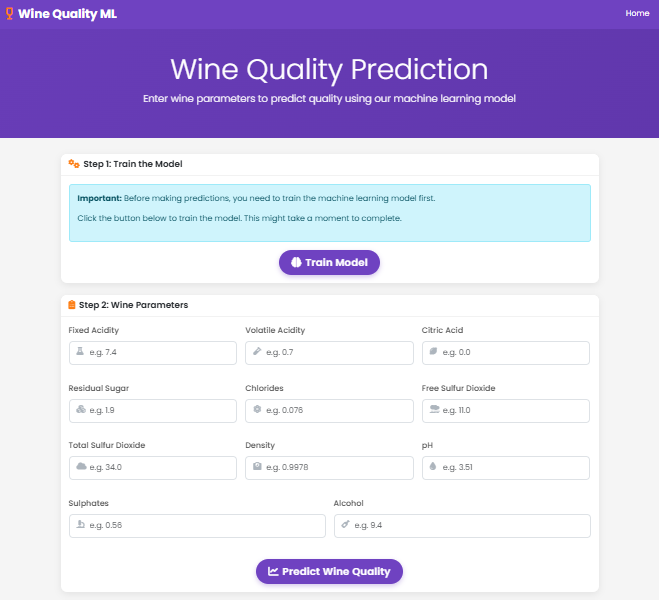 Wine Quality ML
Home
Wine Quality Prediction
Enter wine parameters to predict quality using our machine learning model
Step 1: Train the Model
Important: Before making predictions, you need to train the machine learning model first.
Click the button below to train the model. This might take a moment to complete.
Train Model
Step 2: Wine Parameters
Fixed Acidity
Volatile Acidity
Citric Acid
e.g. 7.4
e.g. 0.7
e.g. 0.0
Residual Sugar
Chlorides
Free Sulfur Dioxide
e.g. 1.9
e.g. 0.076
e.g. 11.0
Total Sulfur Dioxide
Density
pH
e.g. 34.0
e.g. 0.9978
e.g. 3.51
Sulphates
Alcohol
e.g. 0.56
e.g. 9.4
Predict Wine Quality